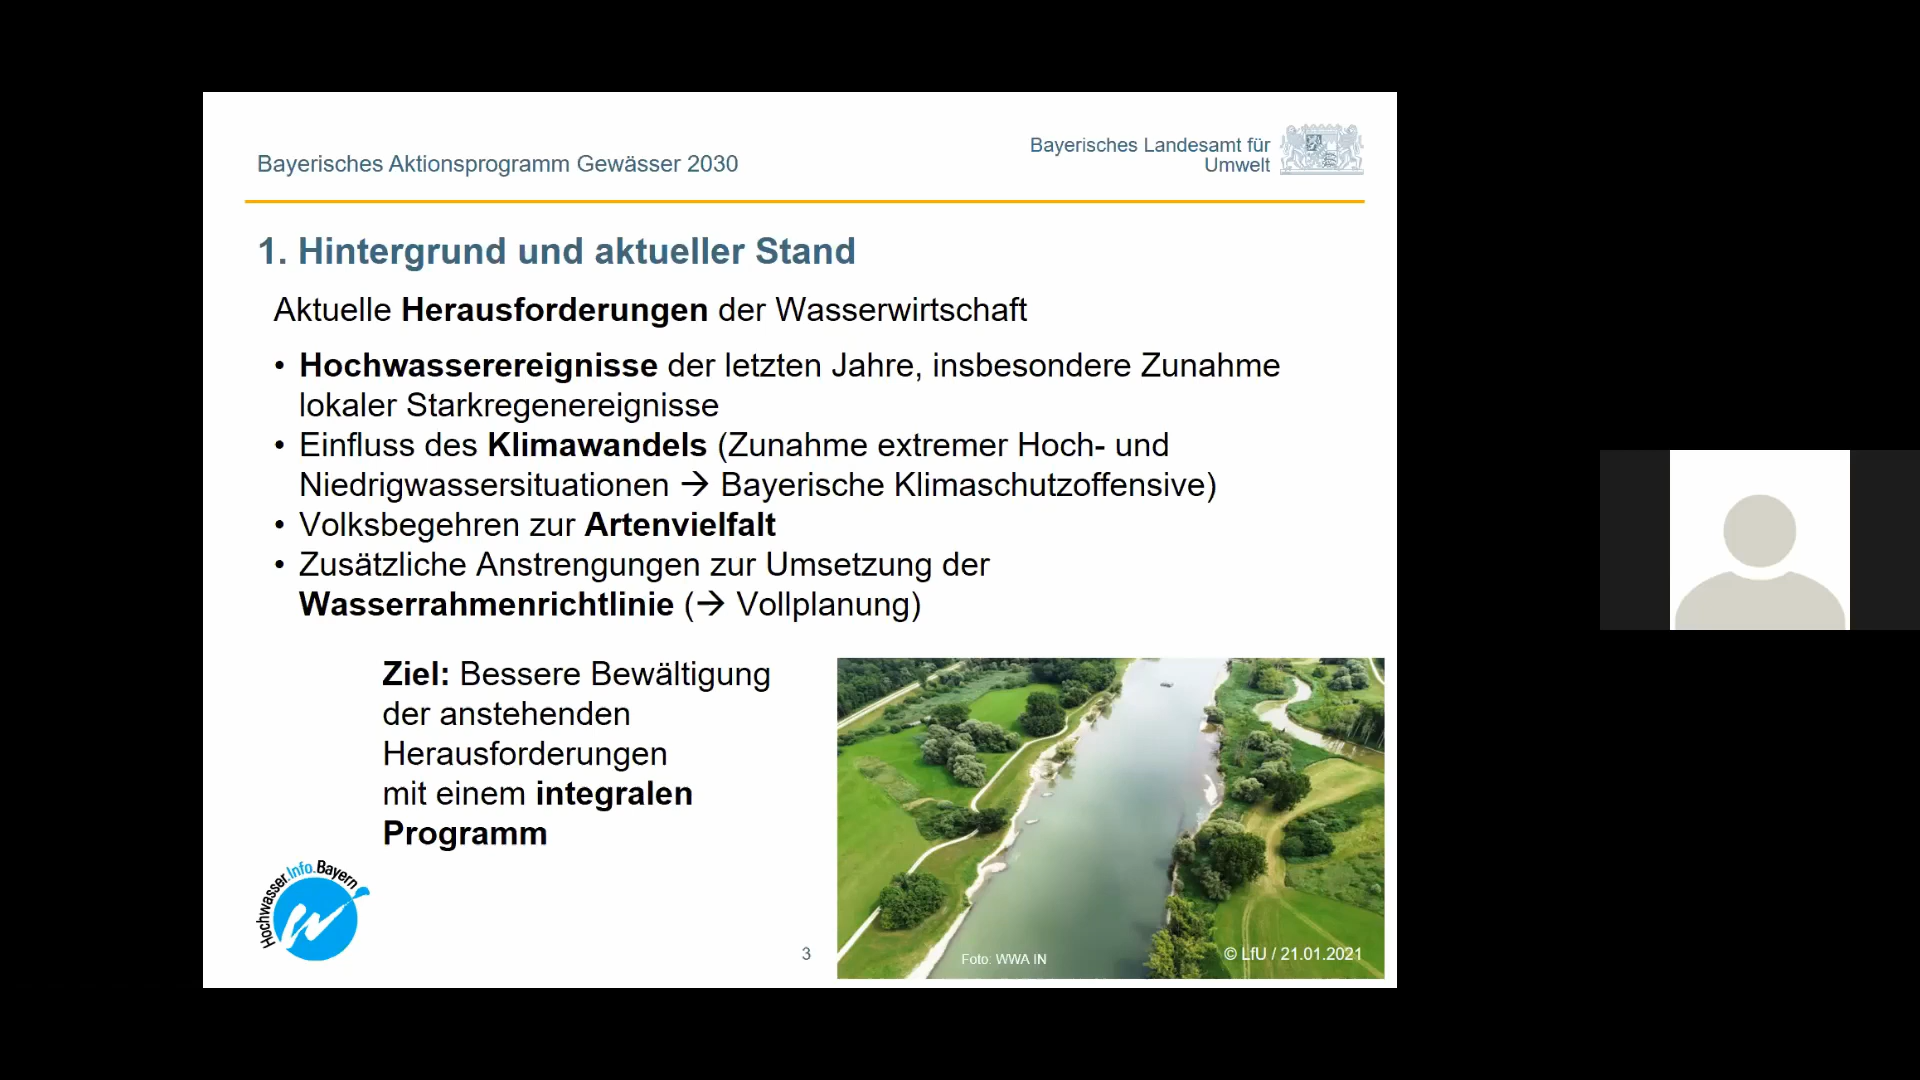 Bayerisches Aktionsprogramm Gewässer 2030
Bayerisches Landesamt für
Umwelt
1. Hintergrund und aktueller Stand
Aktuelle Herausforderungen der Wasserwirtschaft
• Hochwasserereignisse der letzten Jahre, insbesondere Zunahme
lokaler Starkregenereignisse
• Einfluss des Klimawandels (Zunahme extremer Hoch- und
Niedrigwassersituationen → Bayerische Klimaschutzoffensive)
• Volksbegehren zur Artenvielfalt
• Zusätzliche Anstrengungen zur Umsetzung der
Wasserrahmenrichtlinie (→ Vollplanung)
Ziel: Bessere Bewältigung
der anstehenden
Herausforderungen
mit einem integralen
Programm
Hochwasser.Info.Bayern
3
Foto: WWA IN
© LfU / 21.01.2021